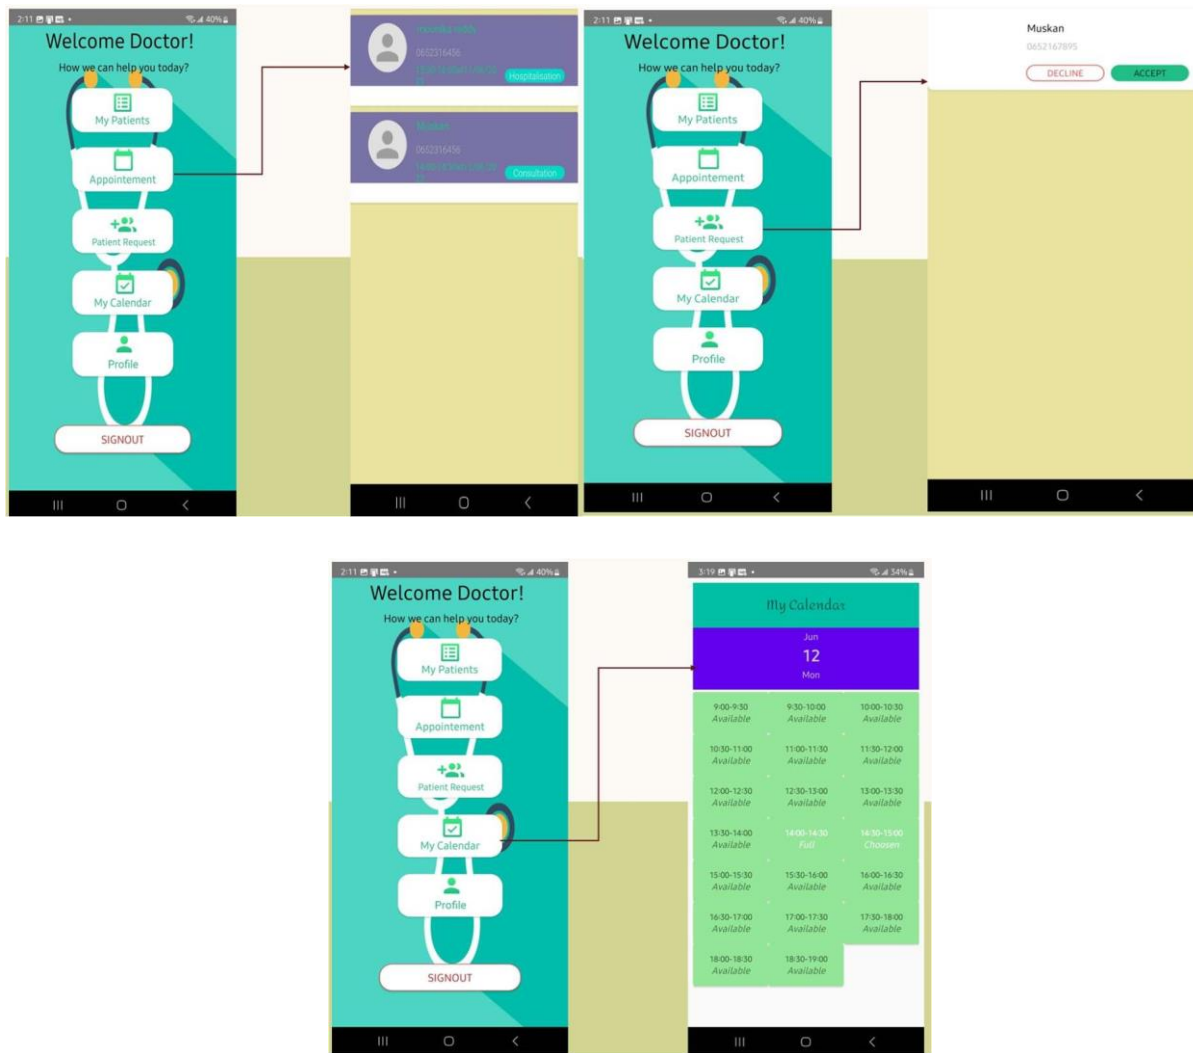 2:11
40%
Welcome Doctor!
How we can help you today?
My Patients
Appointement
Patient Request
My Calendar
Profile
SIGNOUT
0652316456
Hospitalisation
Muskan
0652316456
Consultation
2:11
40%
Welcome Doctor!
How we can help you today?
My Patients
Appointement
Patient Request
My Calendar
Profile
SIGNOUT
Muskan
0652167895
DECLINE ACCEPT
2:11
40%
Welcome Doctor!
How we can help you today?
My Patients
Appointement
Patient Request
My Calendar
Profile
SIGNOUT
3:19
34%
My Calendar
Jun
12
Mon
9:00-9:30 9:30-10:00 10:00-10:30
Available Available Available
10:30-11:00 11:00-11:30 11:30-12:00
Available Available Available
12:00-12:30 12:30-13:00 13:00-13:30
Available Available Available
13:30-14:00 14:00-14:30 14:30-15:00
Available Full Choosen
15:00-15:30 15:30-16:00 16:00-16:30
Available Available Available
16:30-17:00 17:00-17:30 17:30-18:00
Available Available Available
18:00-18:30 18:30-19:00
Available Available